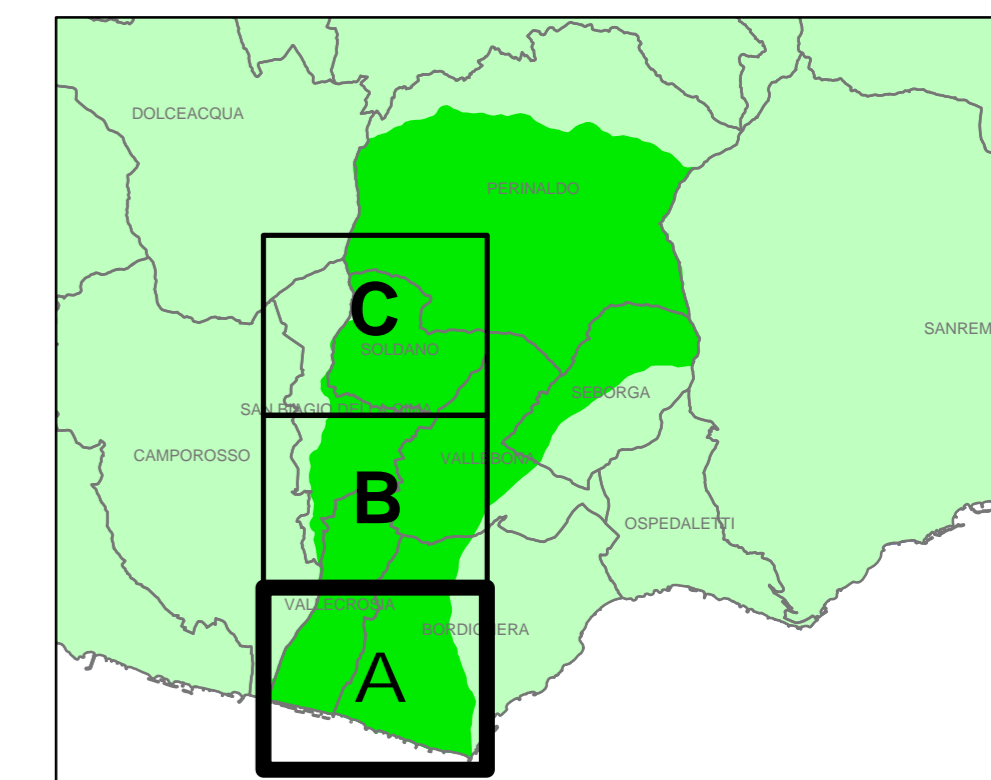 DOLCEACQUA
PERINALDO
C
SANREM
SOLDANO
SEBORGA
SAN BIAGIO DELLA CIMA
CAMPOROSSO
VALLEBONA
B
OSPEDALETTI
VALLECROSIA
BORDIGHERA
A